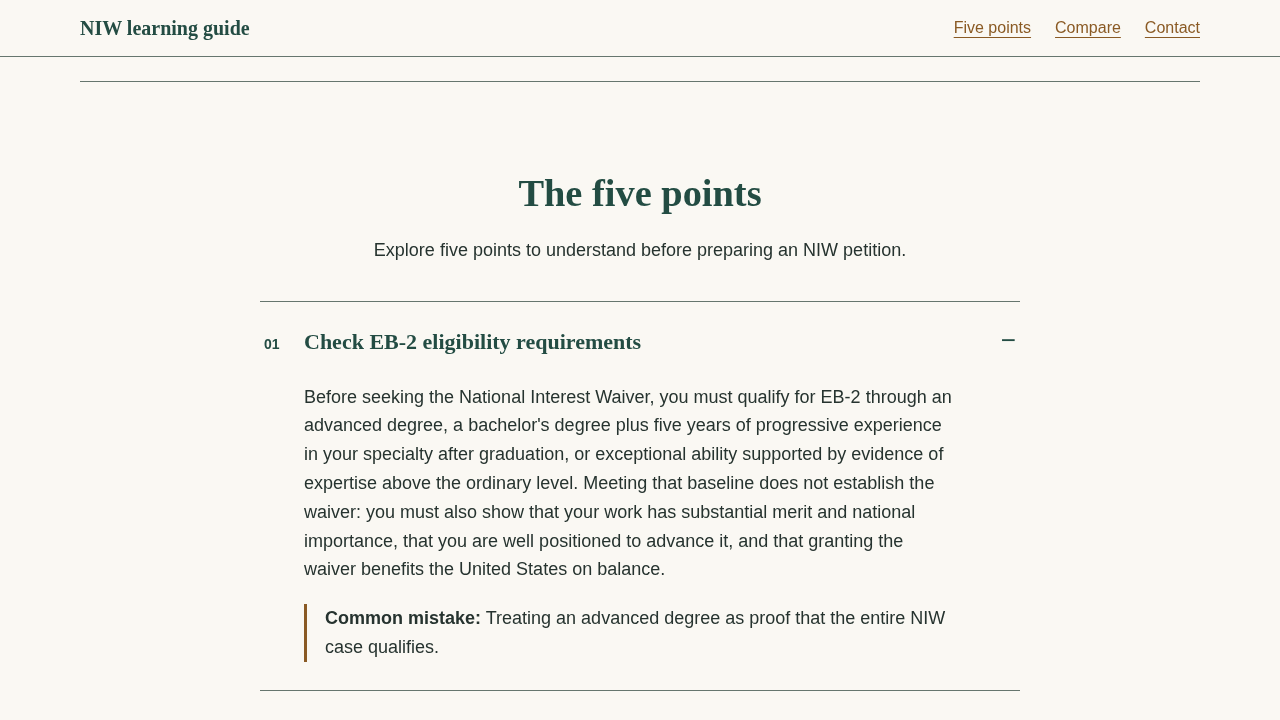 NIW learning guide
Five points
Compare
Contact
The five points
Explore five points to understand before preparing an NIW petition.
01
Check EB-2 eligibility requirements
Before seeking the National Interest Waiver, you must qualify for EB-2 through an
advanced degree, a bachelor's degree plus five years of progressive experience
in your specialty after graduation, or exceptional ability supported by evidence of
expertise above the ordinary level. Meeting that baseline does not establish the
waiver: you must also show that your work has substantial merit and national
importance, that you are well positioned to advance it, and that granting the
waiver benefits the United States on balance.
Common mistake: Treating an advanced degree as proof that the entire NIW
case qualifies.